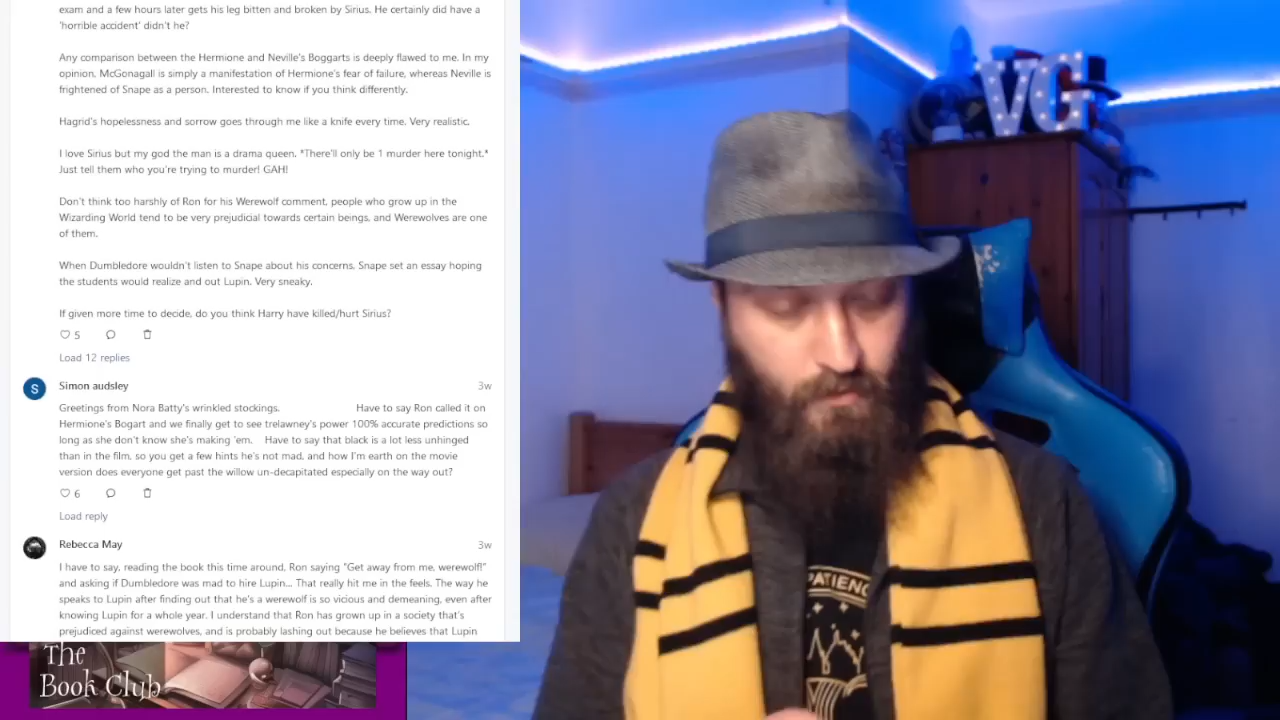 exam and a few hours later gets his leg bitten and broken by Sirius. He certainly did have a
'horrible accident' didn't he?
Any comparison between the Hermione and Neville's Boggarts is deeply flawed to me. In my
opinion, McGonagall is simply a manifestation of Hermione's fear of failure, whereas Neville is
frightened of Snape as a person. Interested to know if you think differently.
Hagrid's hopelessness and sorrow goes through me like a knife every time. Very realistic.
I love Sirius but my god the man is a drama queen. *There'll only be 1 murder here tonight.*
Just tell them who you're trying to murder! GAH!
Don't think too harshly of Ron for his Werewolf comment, people who grow up in the
Wizarding World tend to be very prejudicial towards certain beings, and Werewolves are one
of them.
When Dumbledore wouldn't listen to Snape about his concerns, Snape set an essay hoping
the students would realize and out Lupin. Very sneaky.
If given more time to decide, do you think Harry have killed/hurt Sirius?
5
Load 12 replies
S
Simon audsley 3w
Greetings from Nora Batty's wrinkled stockings. Have to say Ron called it on
Hermione's Bogart and we finally get to see trelawney's power 100% accurate predictions so
long as she don't know she's making 'em. Have to say that black is a lot less unhinged
than in the film, so you get a few hints he's not mad, and how I'm earth on the movie
version does everyone get past the willow un-decapitated especially on the way out?
6
Load reply
Rebecca May 3w
I have to say, reading the book this time around, Ron saying "Get away from me, werewolf!"
and asking if Dumbledore was mad to hire Lupin... That really hit me in the feels. The way he
speaks to Lupin after finding out that he's a werewolf is so vicious and demeaning, even after
knowing Lupin for a whole year. I understand that Ron has grown up in a society that's
prejudiced against werewolves, and is probably lashing out because he believes that Lupin
The
Book Club
VG
PATIENC